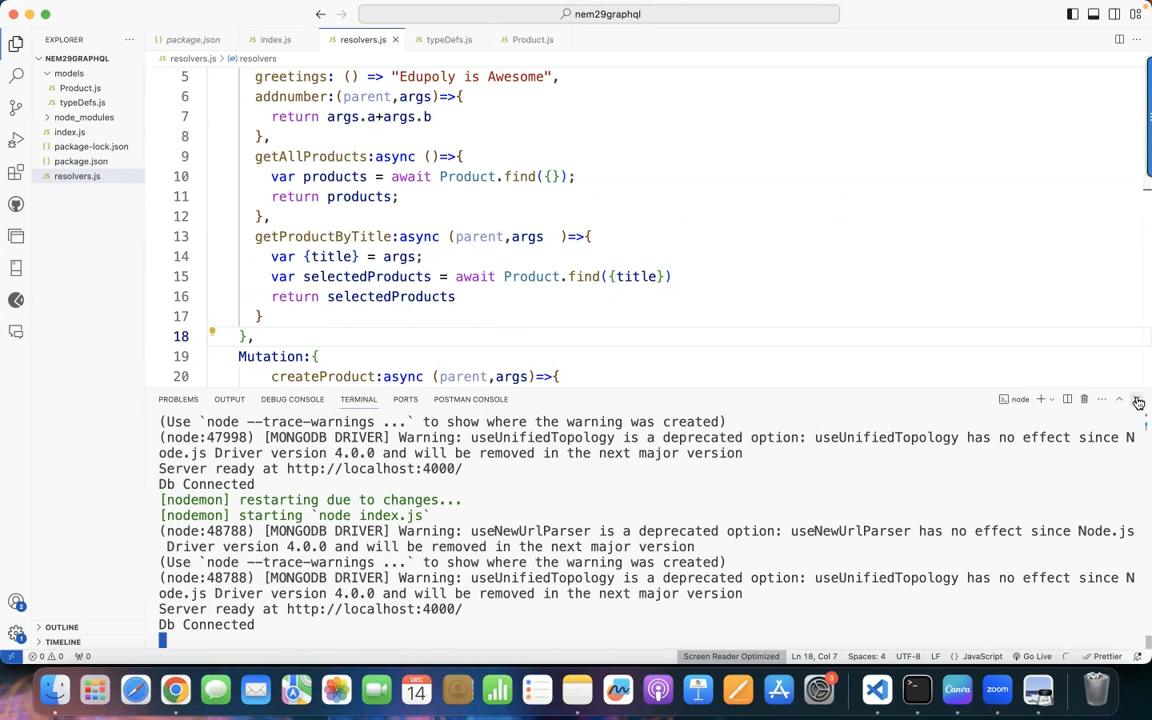 nem29graphql
EXPLORER
package.json
index.js
resolvers.js
typeDefs.js
Product.js
NEM29GRAPHQL
resolvers.js > resolvers
models
Product.js
typeDefs.js
node_modules
index.js
package-lock.json
package.json
resolvers.js
5 greetings: () => "Edupoly is Awesome",
6 addnumber:(parent,args)=>{
7 return args.a+args.b
8 },
9 getAllProducts:async ()=>{
10 var products = await Product.find({});
11 return products;
12 },
13 getProductByTitle:async (parent,args )=>{
14 var {title} = args;
15 var selectedProducts = await Product.find({title})
16 return selectedProducts
17 }
18 },
19 Mutation:{
20 createProduct:async (parent,args)=>{
PROBLEMS OUTPUT DEBUG CONSOLE TERMINAL PORTS POSTMAN CONSOLE
node
(Use `node --trace-warnings ...` to show where the warning was created)
(node:47998) [MONGODB DRIVER] Warning: useUnifiedTopology is a deprecated option: useUnifiedTopology has no effect since N
ode.js Driver version 4.0.0 and will be removed in the next major version
Server ready at http://localhost:4000/
Db Connected
[nodemon] restarting due to changes...
[nodemon] starting `node index.js`
(node:48788) [MONGODB DRIVER] Warning: useNewUrlParser is a deprecated option: useNewUrlParser has no effect since Node.js
Driver version 4.0.0 and will be removed in the next major version
(Use `node --trace-warnings ...` to show where the warning was created)
(node:48788) [MONGODB DRIVER] Warning: useUnifiedTopology is a deprecated option: useUnifiedTopology has no effect since N
ode.js Driver version 4.0.0 and will be removed in the next major version
Server ready at http://localhost:4000/
Db Connected
OUTLINE
TIMELINE
0 0 0 Screen Reader Optimized Ln 18, Col 7 Spaces: 4 UTF-8 LF {} JavaScript Go Live Prettier
DEC
14
Canva
zoom